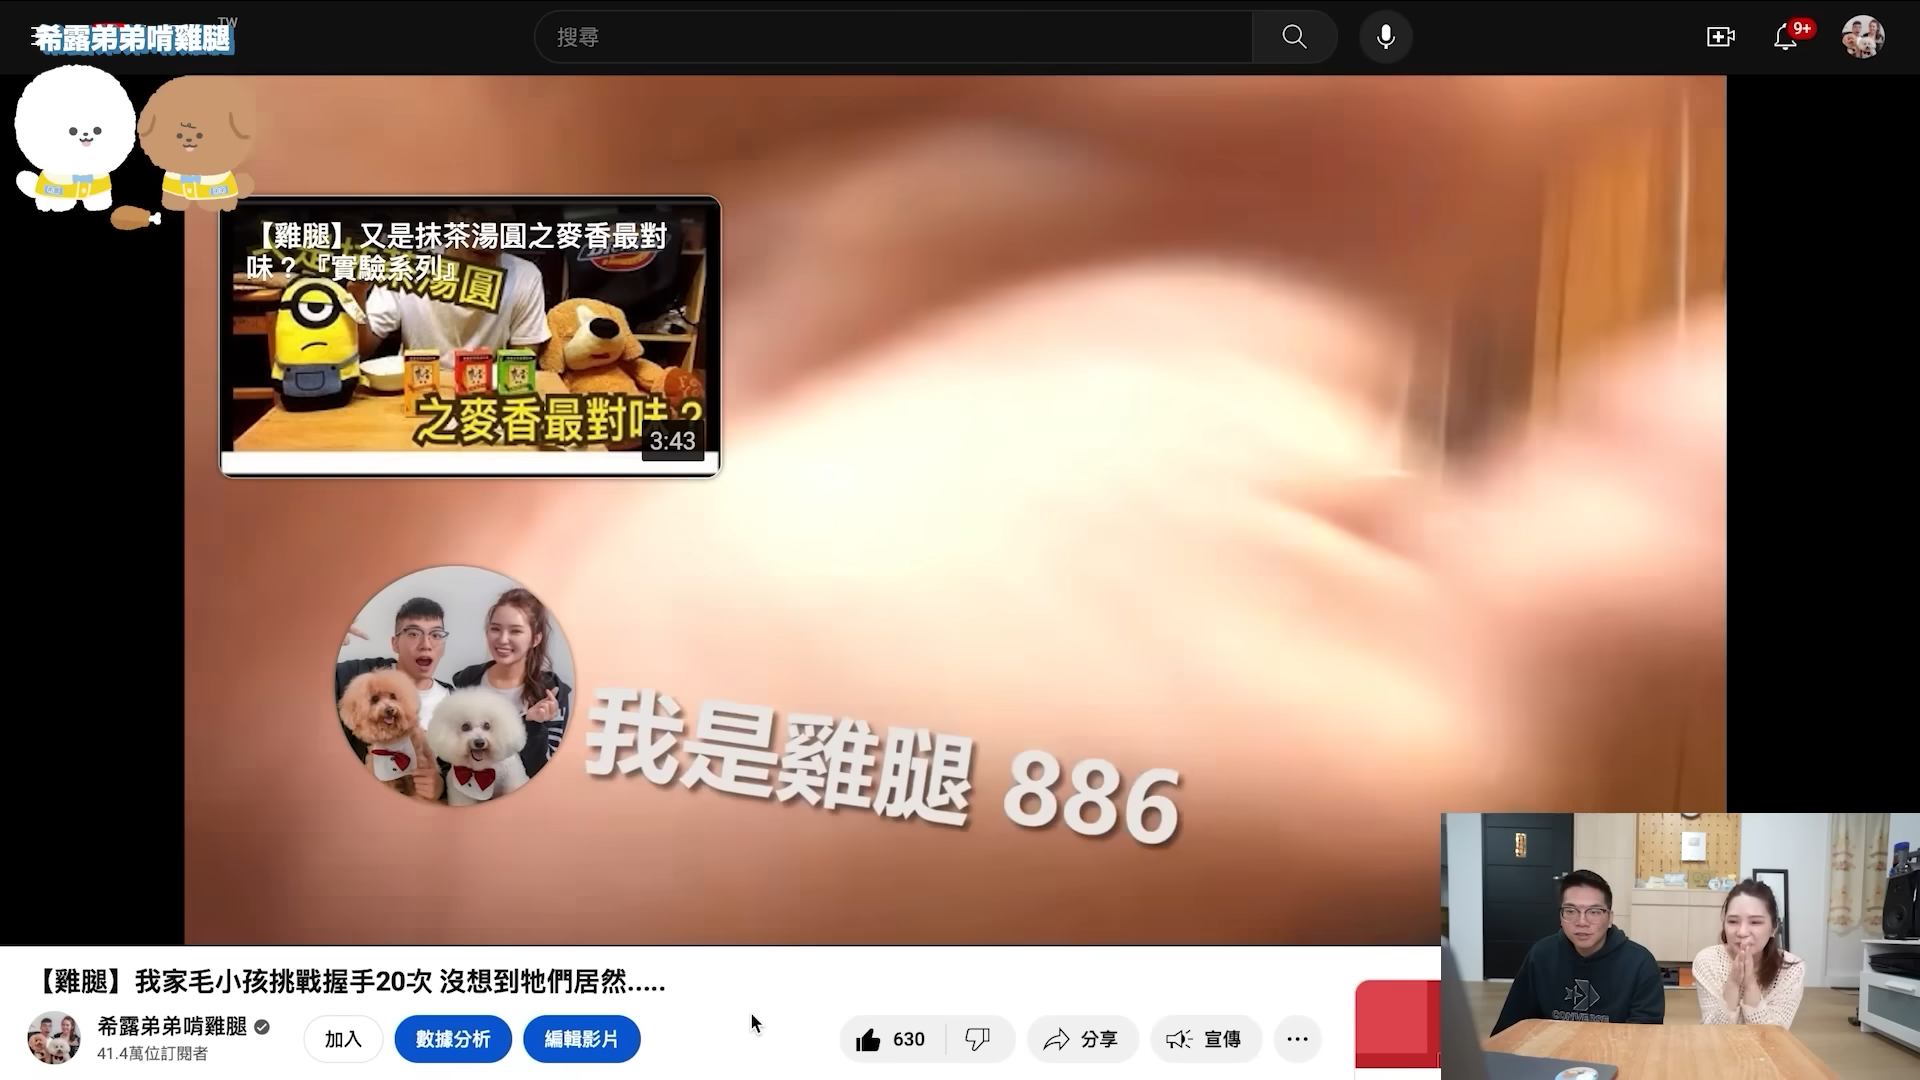 TW
希露弟弟啃雞腿
搜尋
9+
【雞腿】又是抹茶湯圓之麥香最對
味?『實驗系列』
湯圓
之麥香最對味?
3:43
我是雞腿 886
【雞腿】我家毛小孩挑戰握手20次 沒想到牠們居然.....
希露弟弟啃雞腿
41.4萬位訂閱者
加入
數據分析
編輯影片
630
分享
宣傳
CONVERSE